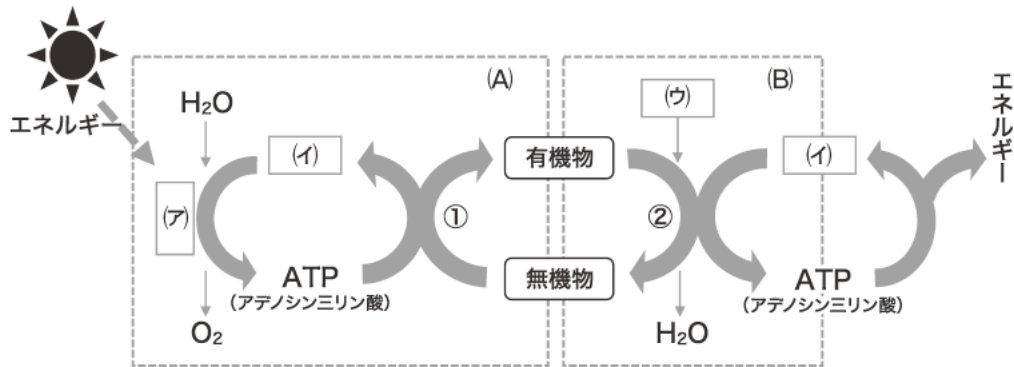 エネルギー
H₂O
(ア)
(イ)
ATP
(アデノシン三リン酸)
O₂
(A)
①
有機物
無機物
(B)
(ウ)
②
H₂O
(イ)
ATP
(アデノシン三リン酸)
エネルギー